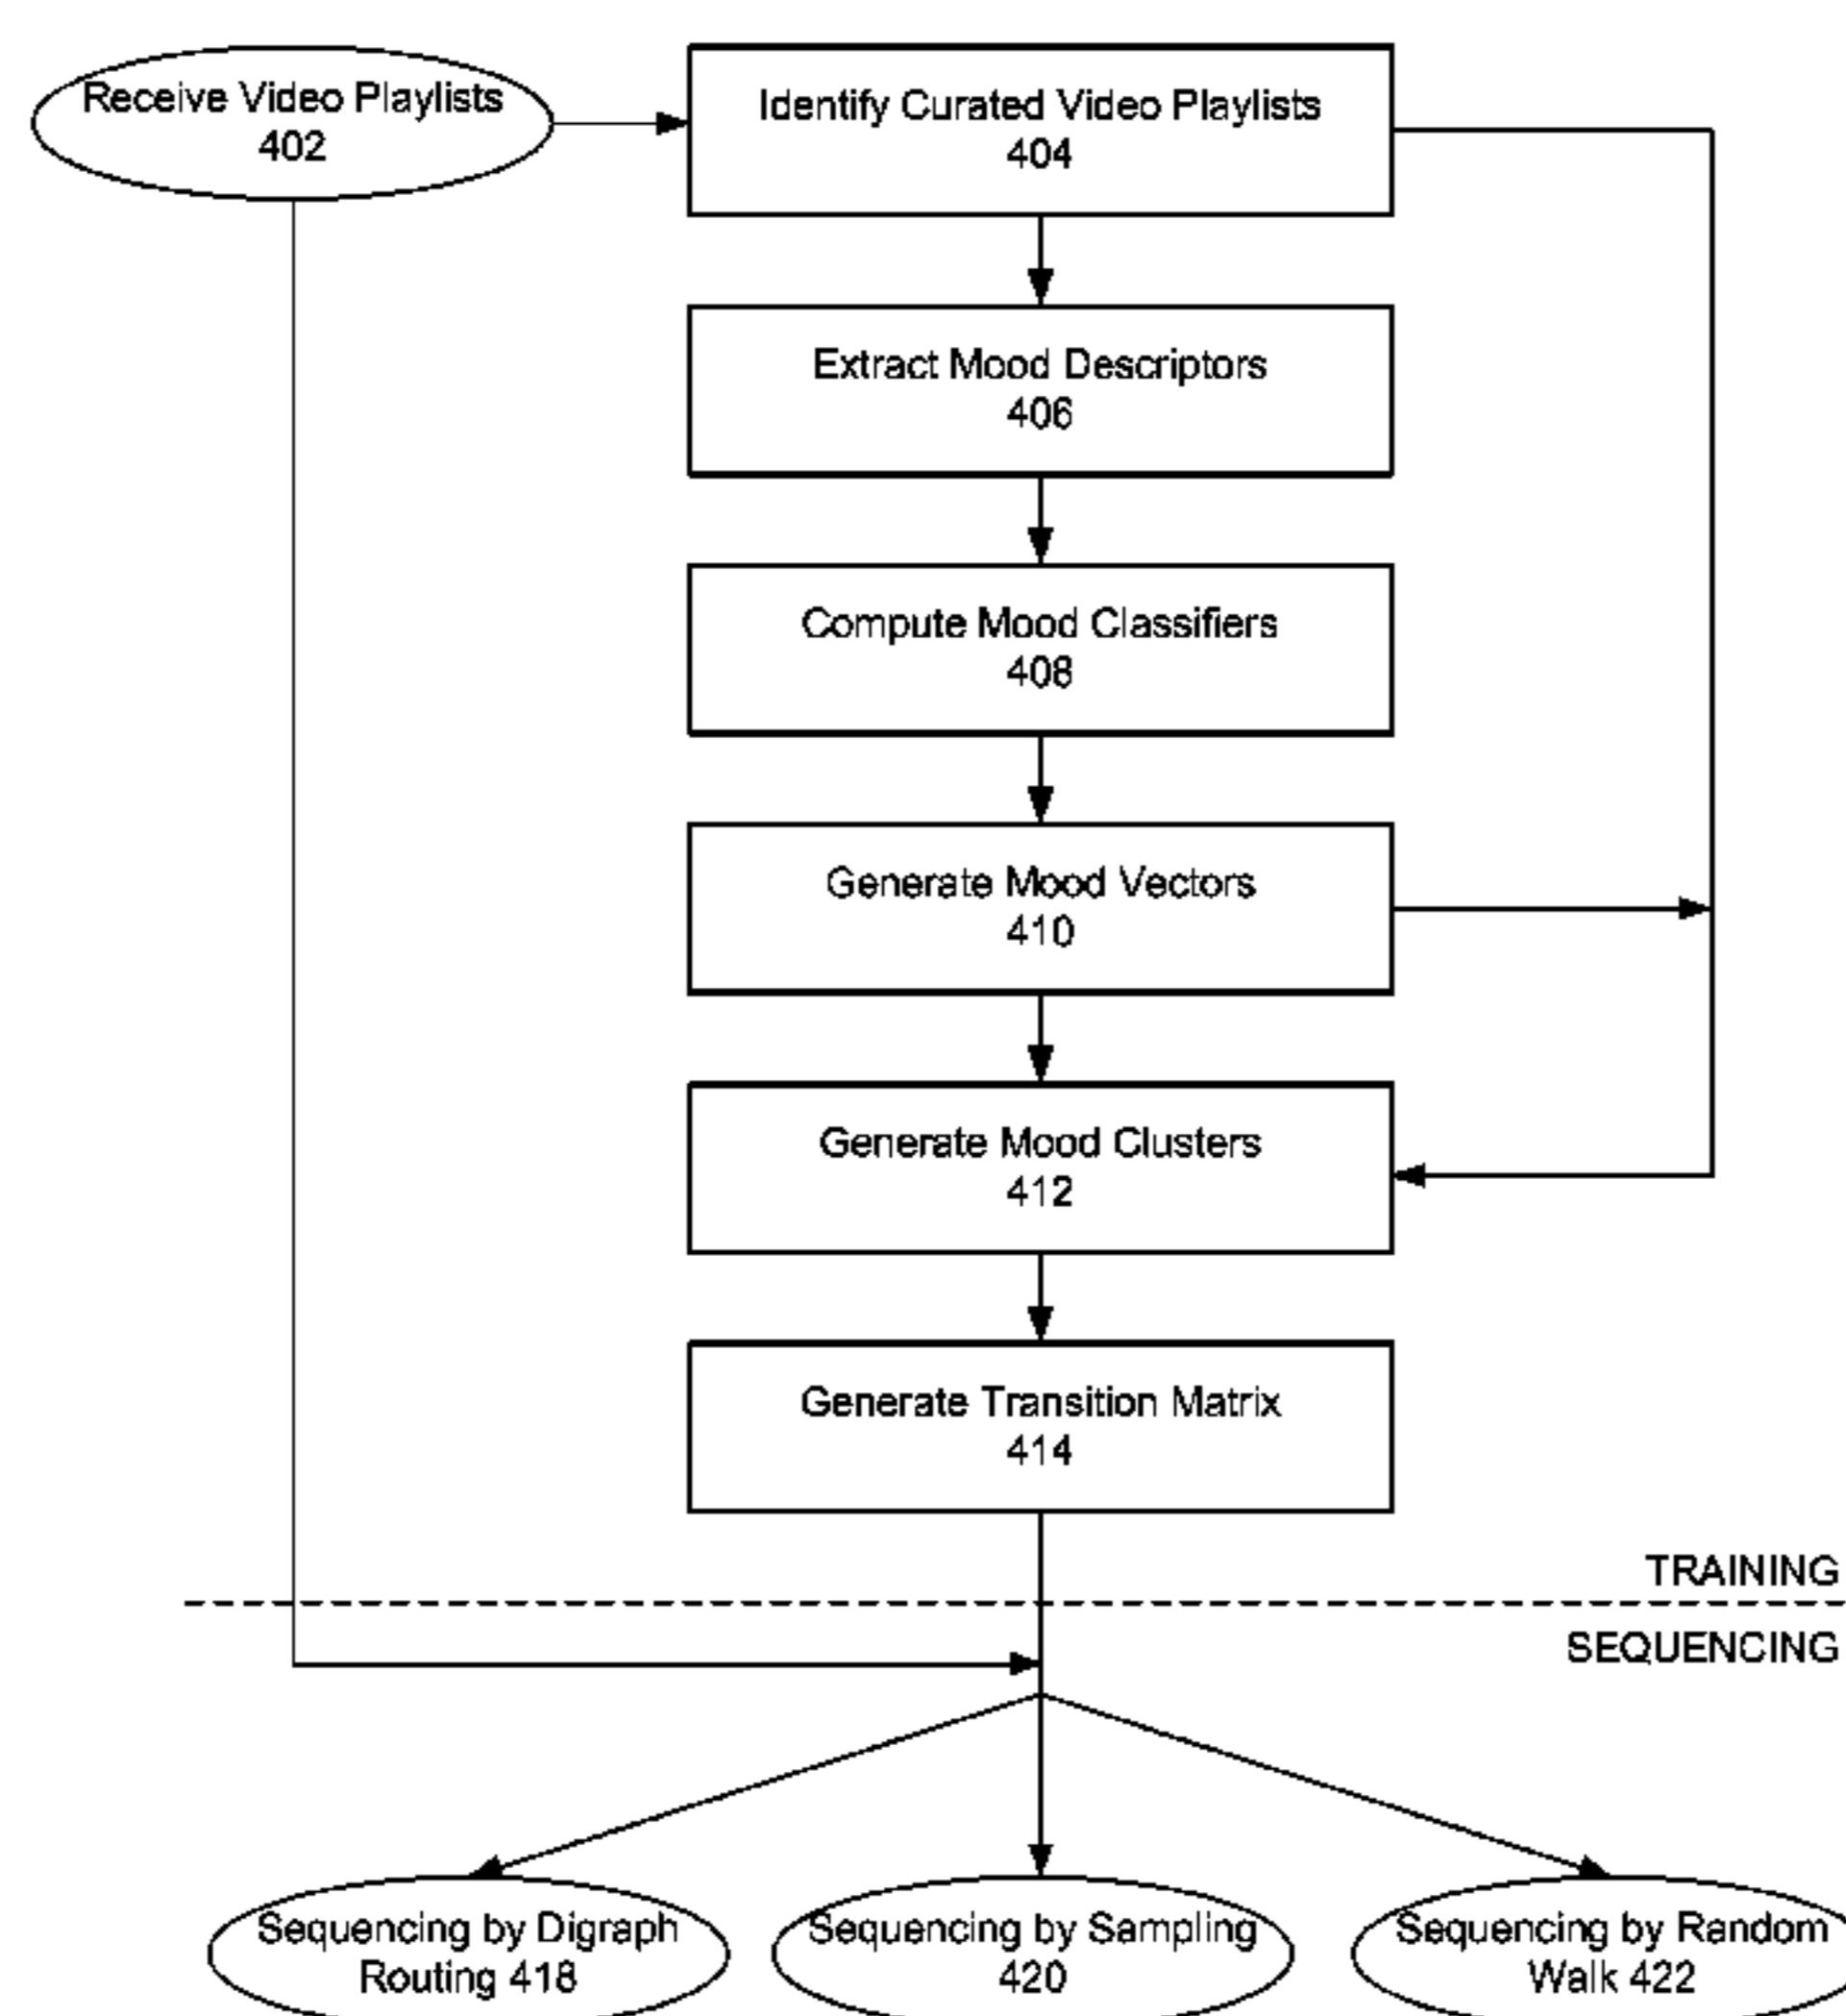 Receive Video Playlists
402
Identify Curated Video Playlists
404
Extract Mood Descriptors
406
Compute Mood Classifiers
408
Generate Mood Vectors
410
Generate Mood Clusters
412
Generate Transition Matrix
414
TRAINING
SEQUENCING
Sequencing by Digraph
Routing 418
Sequencing by Sampling
420
Sequencing by Random
Walk 422